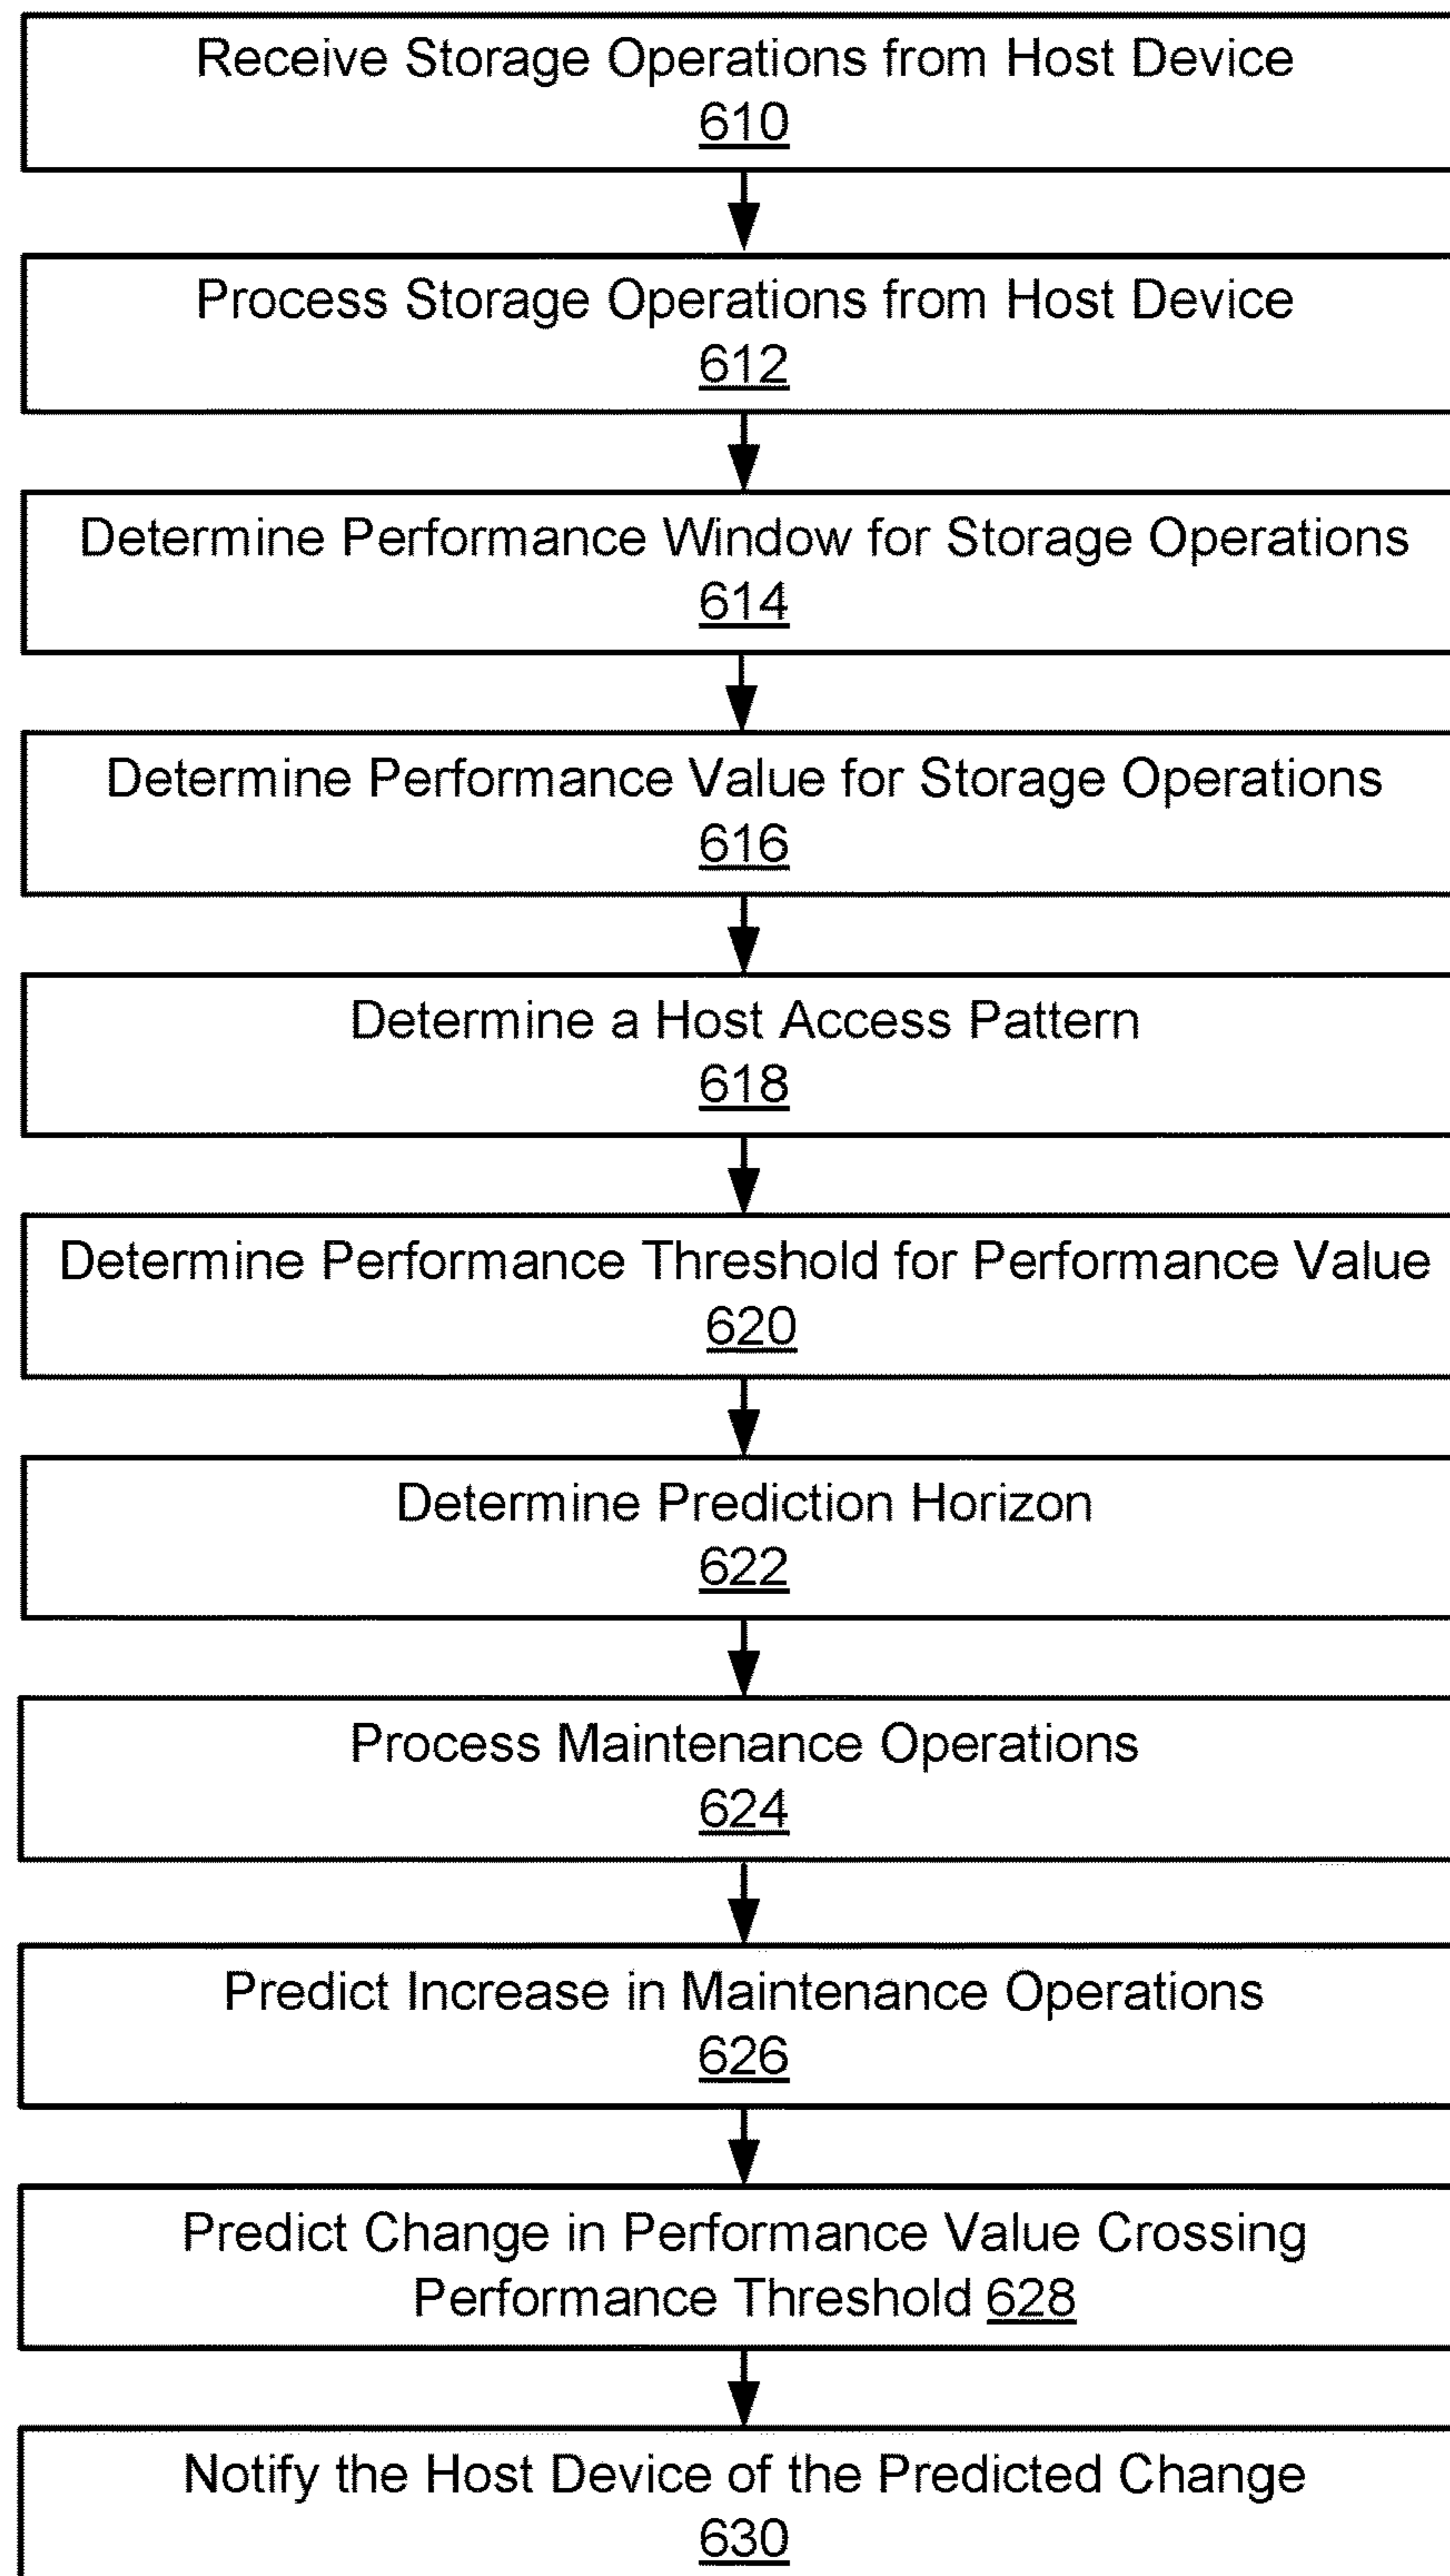 Receive Storage Operations from Host Device
610
Process Storage Operations from Host Device
612
Determine Performance Window for Storage Operations
614
Determine Performance Value for Storage Operations
616
Determine a Host Access Pattern
618
Determine Performance Threshold for Performance Value
620
Determine Prediction Horizon
622
Process Maintenance Operations
624
Predict Increase in Maintenance Operations
626
Predict Change in Performance Value Crossing
Performance Threshold 628
Notify the Host Device of the Predicted Change
630